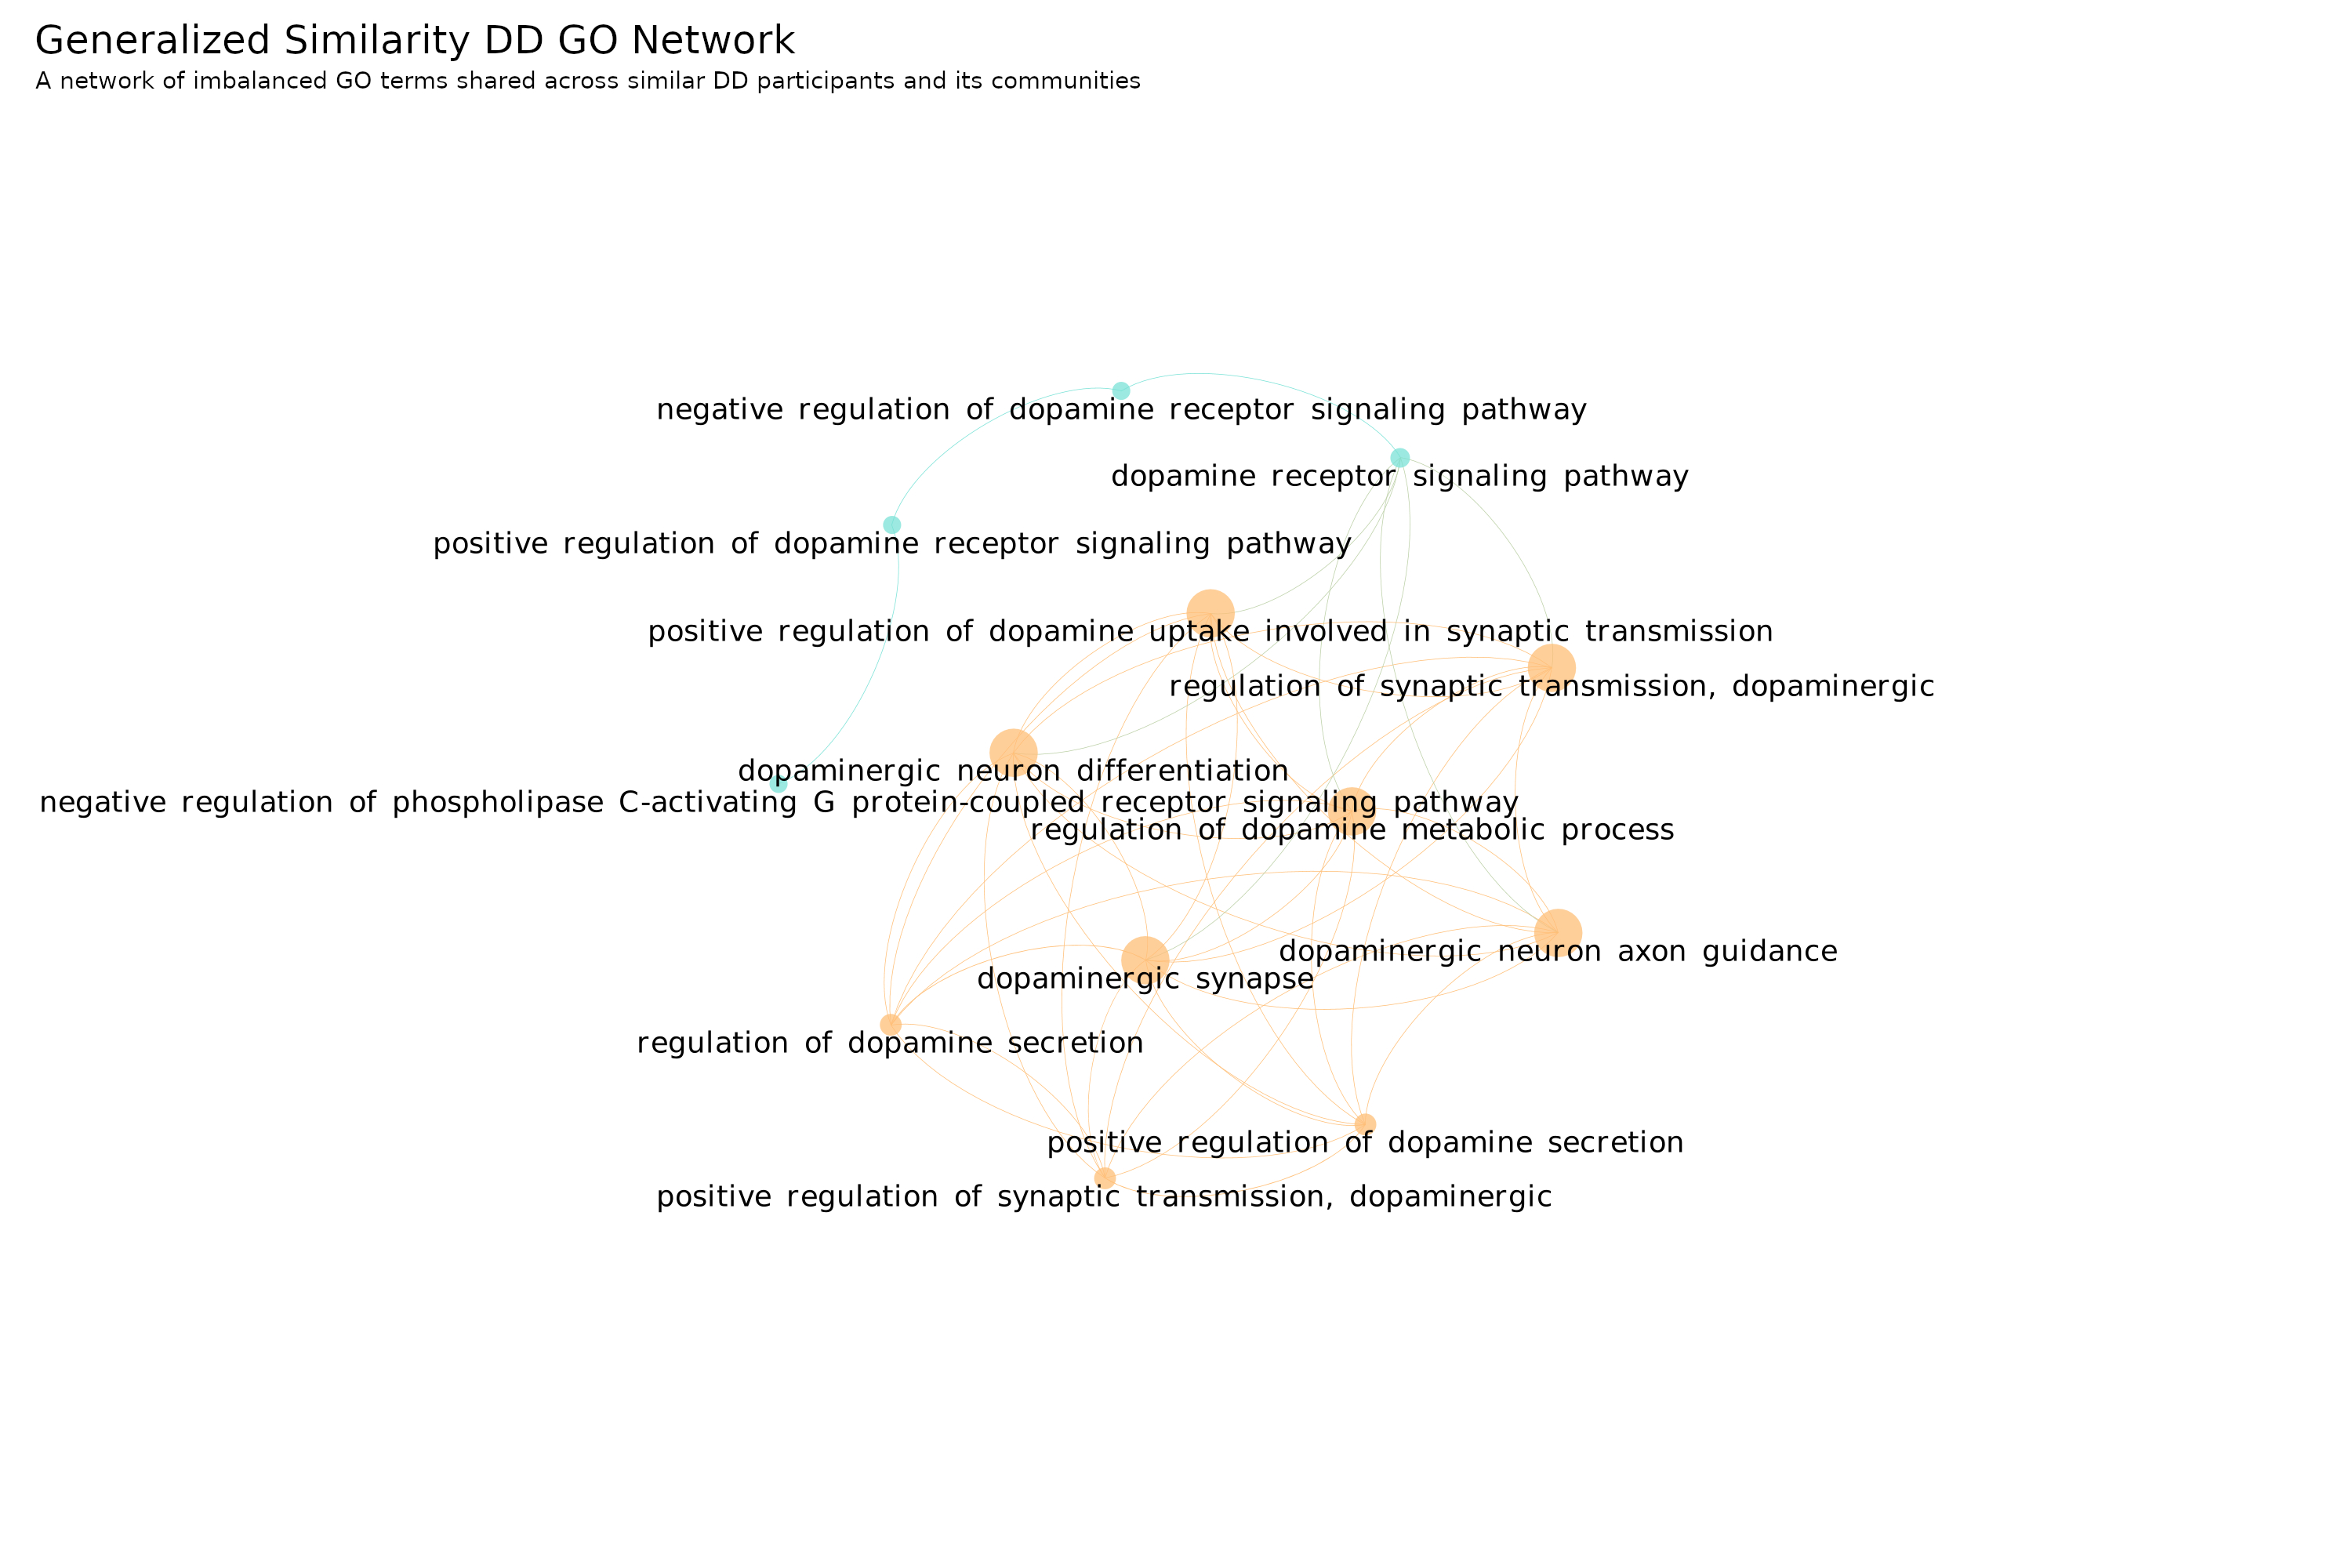 Generalized Similarity DD GO Network
A network of imbalanced GO terms shared across similar DD participants and its communities
negative regulation of dopamine receptor signaling pathway
dopamine receptor signaling pathway
positive regulation of dopamine receptor signaling pathway
positive regulation of dopamine uptake involved in synaptic transmission
regulation of synaptic transmission, dopaminergic
dopaminergic neuron differentiation
negative regulation of phospholipase C-activating G protein-coupled receptor signaling pathway
regulation of dopamine metabolic process
dopaminergic neuron axon guidance
dopaminergic synapse
regulation of dopamine secretion
positive regulation of dopamine secretion
positive regulation of synaptic transmission, dopaminergic